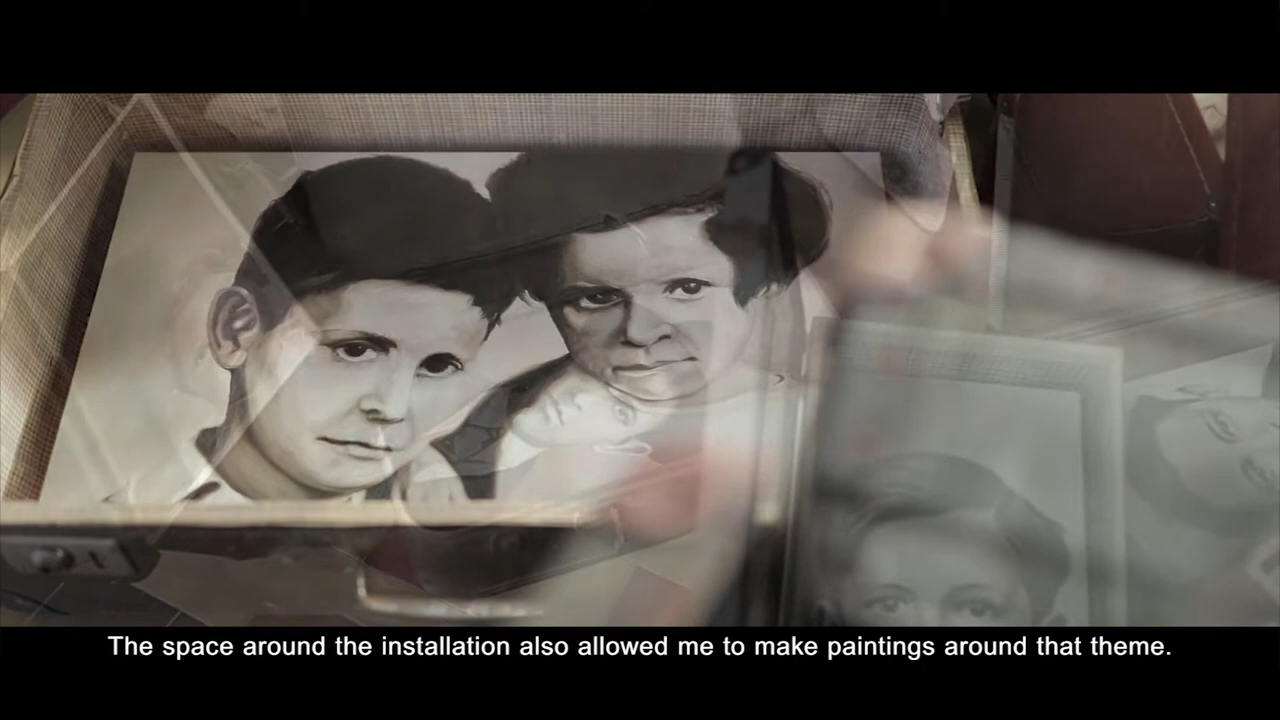 The space around the installation also allowed me to make paintings around that theme.